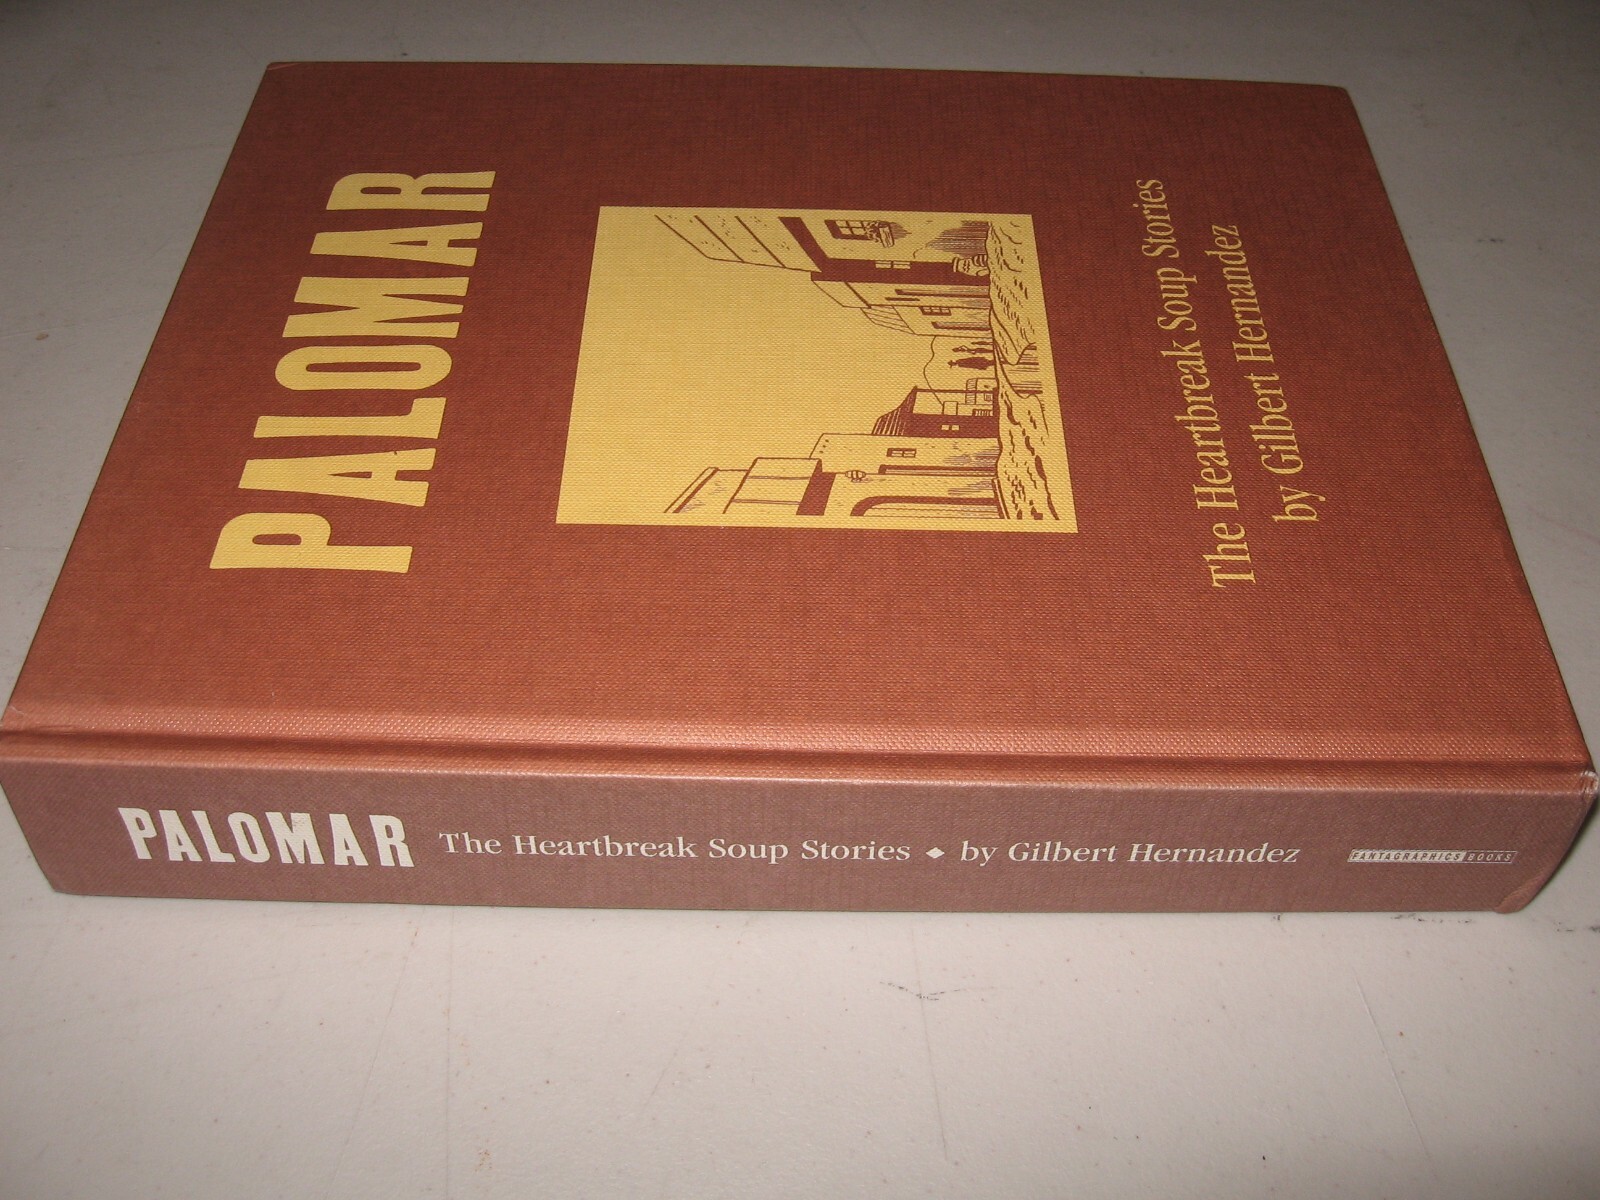 PALOMAR
The Heartbreak Soup Stories
by Gilbert Hernandez
PALOMAR The Heartbreak Soup Stories ◆ by Gilbert Hernandez FANTAGRAPHICS BOOKS